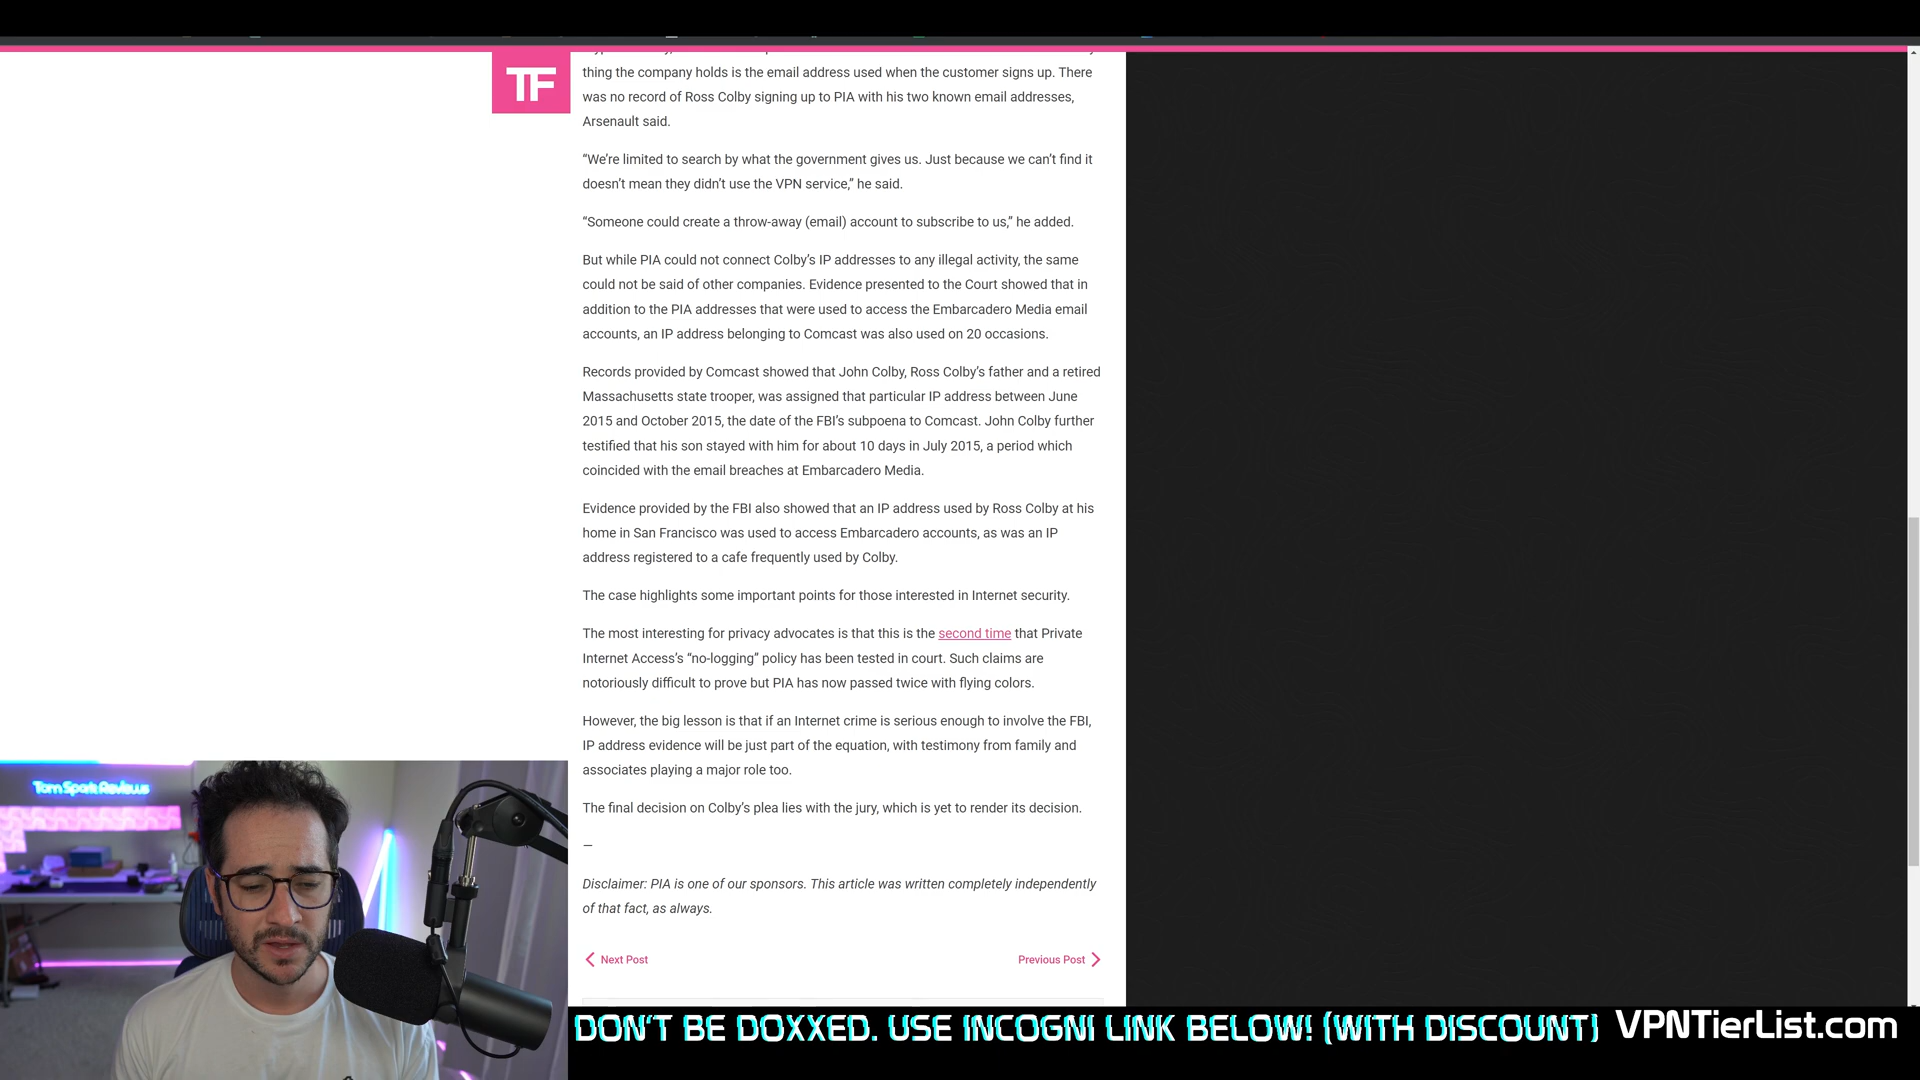 TF
thing the company holds is the email address used when the customer signs up. There
was no record of Ross Colby signing up to PIA with his two known email addresses,
Arsenault said.
“We’re limited to search by what the government gives us. Just because we can’t find it
doesn’t mean they didn’t use the VPN service,” he said.
“Someone could create a throw-away (email) account to subscribe to us,” he added.
But while PIA could not connect Colby’s IP addresses to any illegal activity, the same
could not be said of other companies. Evidence presented to the Court showed that in
addition to the PIA addresses that were used to access the Embarcadero Media email
accounts, an IP address belonging to Comcast was also used on 20 occasions.
Records provided by Comcast showed that John Colby, Ross Colby’s father and a retired
Massachusetts state trooper, was assigned that particular IP address between June
2015 and October 2015, the date of the FBI’s subpoena to Comcast. John Colby further
testified that his son stayed with him for about 10 days in July 2015, a period which
coincided with the email breaches at Embarcadero Media.
Evidence provided by the FBI also showed that an IP address used by Ross Colby at his
home in San Francisco was used to access Embarcadero accounts, as was an IP
address registered to a cafe frequently used by Colby.
The case highlights some important points for those interested in Internet security.
The most interesting for privacy advocates is that this is the second time that Private
Internet Access’s “no-logging” policy has been tested in court. Such claims are
notoriously difficult to prove but PIA has now passed twice with flying colors.
However, the big lesson is that if an Internet crime is serious enough to involve the FBI,
IP address evidence will be just part of the equation, with testimony from family and
associates playing a major role too.
The final decision on Colby’s plea lies with the jury, which is yet to render its decision.
—
Disclaimer: PIA is one of our sponsors. This article was written completely independently
of that fact, as always.
Next Post
Previous Post
Tom Spark Reviews
DON'T BE DOXXED. USE INCOGNI LINK BELOW! (WITH DISCOUNT)
VPNTierList.com